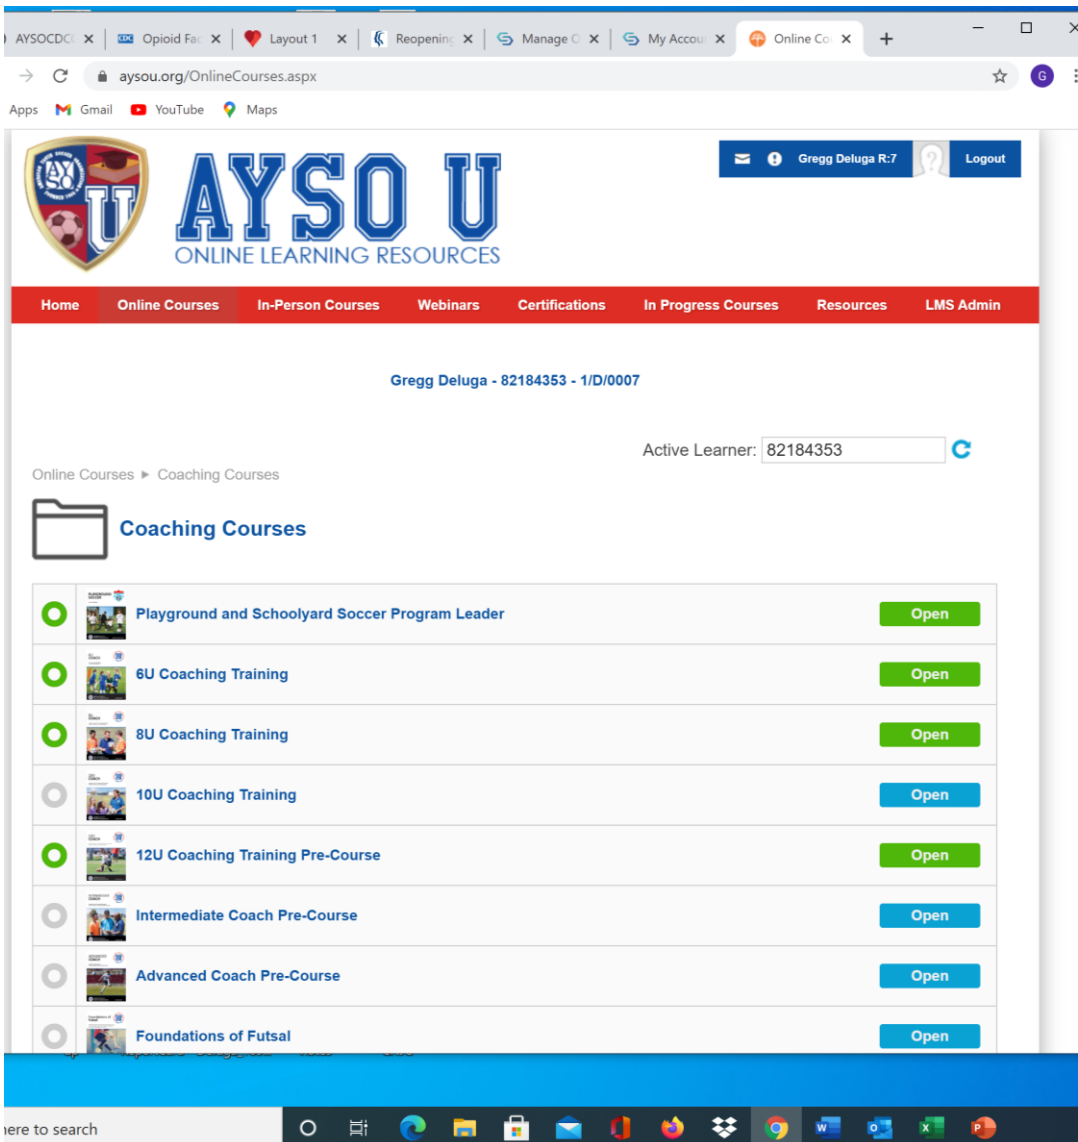 AYSOCDC
CDC Opioid Fac
Layout 1
Reopening
Manage O
My Accou
Online Co
aysou.org/OnlineCourses.aspx
G
Apps Gmail YouTube Maps
Gregg Deluga R:7 Logout
AYSO
U
AYSO U
ONLINE LEARNING RESOURCES
Home Online Courses In-Person Courses Webinars Certifications In Progress Courses Resources LMS Admin
Gregg Deluga - 82184353 - 1/D/0007
Active Learner: 82184353
Online Courses ▶ Coaching Courses
Coaching Courses
Playground and Schoolyard Soccer Program Leader Open
6U Coaching Training Open
8U Coaching Training Open
10U Coaching Training Open
12U Coaching Training Pre-Course Open
Intermediate Coach Pre-Course Open
Advanced Coach Pre-Course Open
Foundations of Futsal Open
here to search